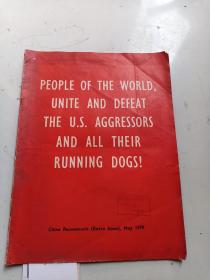 PEOPLE OF THE WORLD,
UNITE AND DEFEAT
THE U.S. AGGRESSORS
AND ALL THEIR
RUNNING DOGS!
China Reconstructs (Extra Issue), May 1970